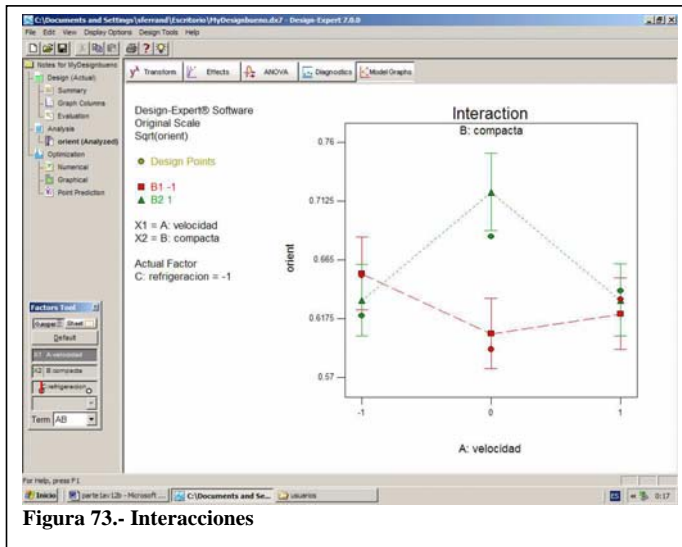 C:\Documents and Settings\sferrand\Escritorio\MyDesignbueno.dx7 - Design-Expert 7.0.0
File Edit View Display Options Design Tools Help
Notes for MyDesignbueno
Design (Actual)
Summary
Graph Columns
Evaluation
Analysis
orient (Analyzed)
Optimization
Numerical
Graphical
Point Prediction
Transform
Effects
ANOVA
Diagnostics
Model Graphs
Design-Expert® Software
Original Scale
Sqrt(orient)
Design Points
B1 -1
B2 1
X1 = A: velocidad
X2 = B: compacta
Actual Factor
C: refrigeracion = -1
Interaction
B: compacta
0.76
0.7125
0.665
0.6175
0.57
orient
-1
0
1
A: velocidad
Factors Tool
Sheet
Default
A:velocidad
X2 B:compacta
C:refrigeracion
Term AB
For Help, press F1
Inicio
- Microsoft ...
C:\Documents and Se...
usuarios
ES
0:17
Figura 73.- Interacciones